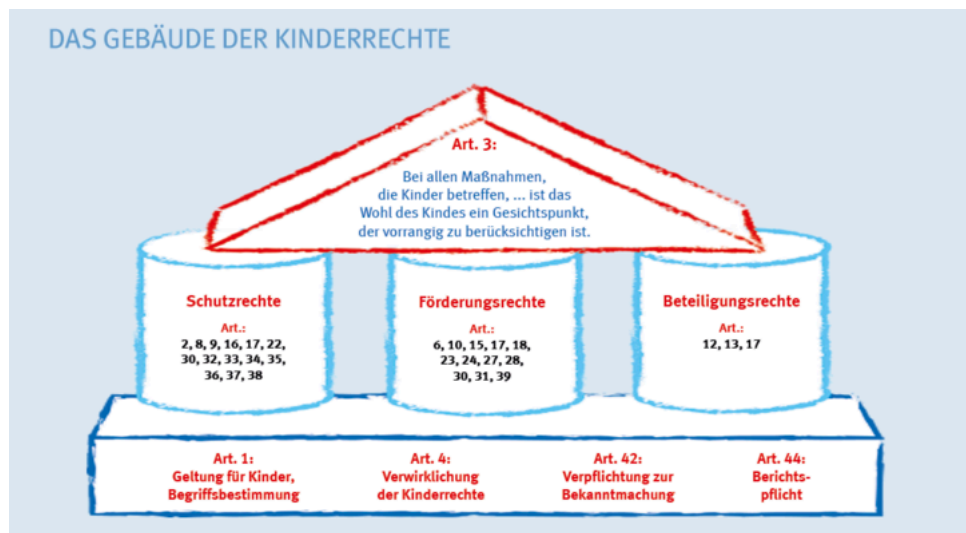 DAS GEBÄUDE DER KINDERRECHTE
Art. 3:
Bei allen Maßnahmen,
die Kinder betreffen, ... ist das
Wohl des Kindes ein Gesichtspunkt,
der vorrangig zu berücksichtigen ist.
Schutzrechte
Art.:
2, 8, 9, 16, 17, 22,
30, 32, 33, 34, 35,
36, 37, 38
Förderungsrechte
Art.:
6, 10, 15, 17, 18,
23, 24, 27, 28,
30, 31, 39
Beteiligungsrechte
Art.:
12, 13, 17
Art. 1:
Geltung für Kinder,
Begriffsbestimmung
Art. 4:
Verwirklichung
der Kinderrechte
Art. 42:
Verpflichtung zur
Bekanntmachung
Art. 44:
Berichts-
pflicht